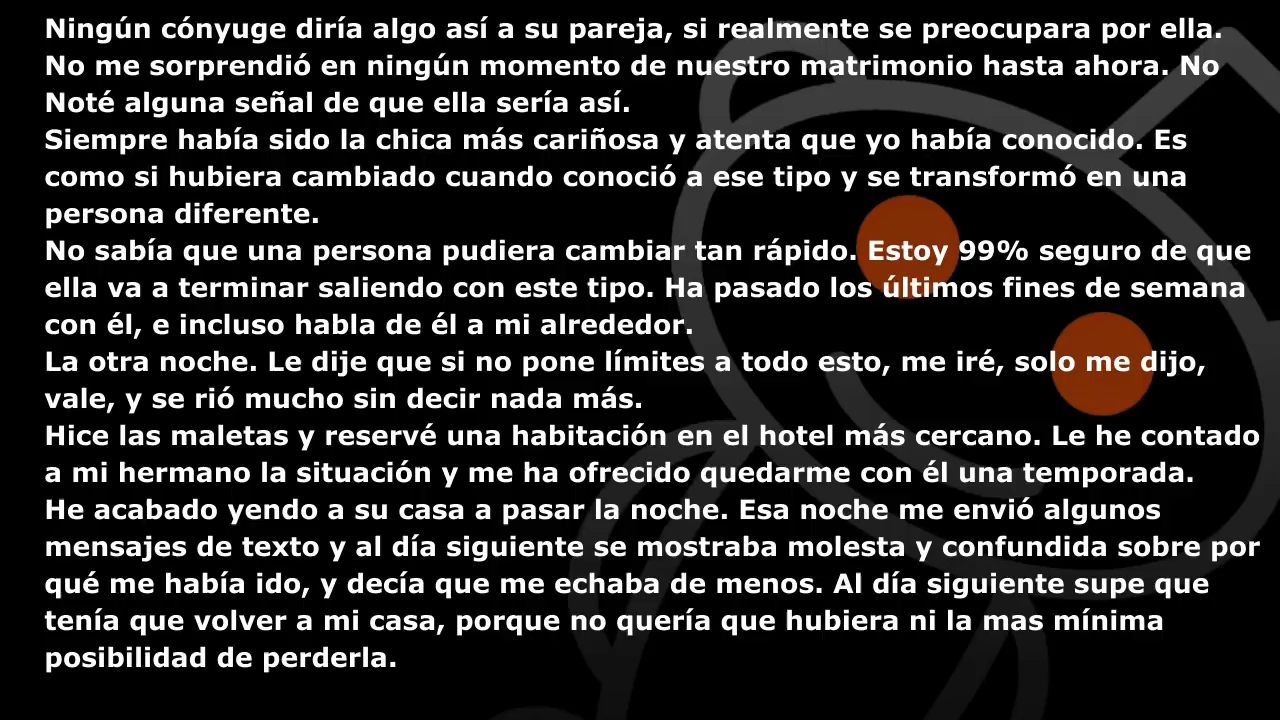 Ningún cónyuge diría algo así a su pareja, si realmente se preocupara por ella.
No me sorprendió en ningún momento de nuestro matrimonio hasta ahora. No
Noté alguna señal de que ella sería así.
Siempre había sido la chica más cariñosa y atenta que yo había conocido. Es
como si hubiera cambiado cuando conoció a ese tipo y se transformó en una
persona diferente.
No sabía que una persona pudiera cambiar tan rápido. Estoy 99% seguro de que
ella va a terminar saliendo con este tipo. Ha pasado los últimos fines de semana
con él, e incluso habla de él a mi alrededor.
La otra noche. Le dije que si no pone límites a todo esto, me iré, solo me dijo,
vale, y se rió mucho sin decir nada más.
Hice las maletas y reservé una habitación en el hotel más cercano. Le he contado
a mi hermano la situación y me ha ofrecido quedarme con él una temporada.
He acabado yendo a su casa a pasar la noche. Esa noche me envió algunos
mensajes de texto y al día siguiente se mostraba molesta y confundida sobre por
qué me había ido, y decía que me echaba de menos. Al día siguiente supe que
tenía que volver a mi casa, porque no quería que hubiera ni la mas mínima
posibilidad de perderla.